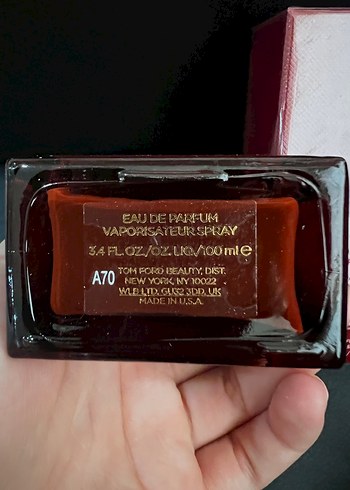 EAU DE PARFUM
VAPORISATEUR SPRAY
3.4 FL.OZ./OZ. LIQ./100 ml ℮
A70
TOM FORD BEAUTY, DIST.
NEW YORK, NY 10022
WLB LTD, GU32 3DD, UK
MADE IN U.S.A.